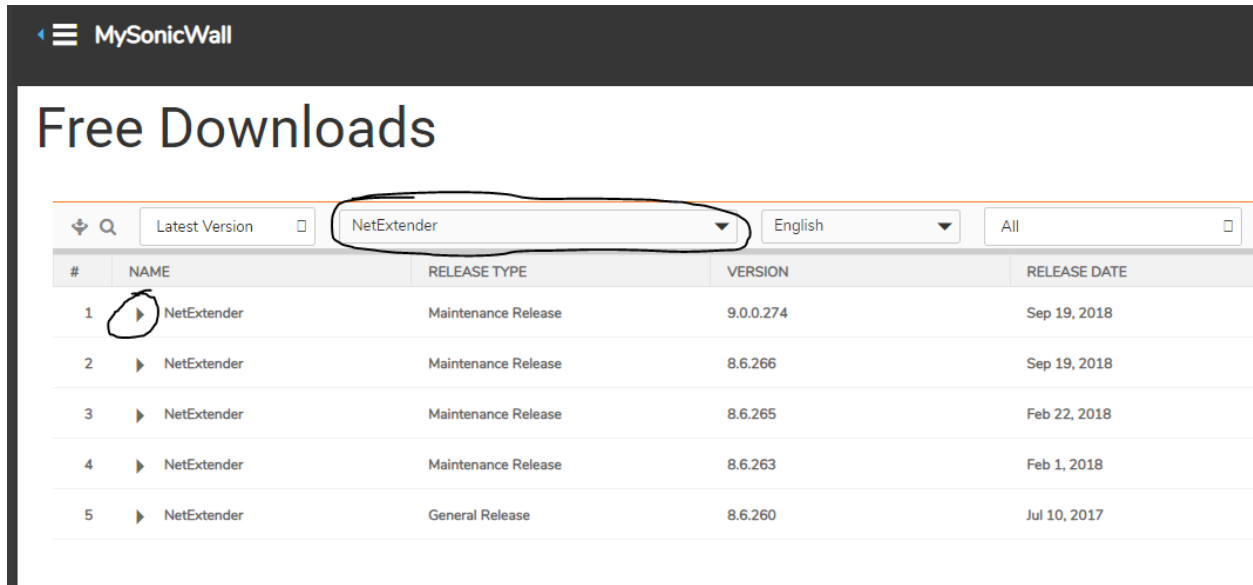 MySonicWall
Free Downloads
Latest Version NetExtender English All
# NAME RELEASE TYPE VERSION RELEASE DATE
1 NetExtender Maintenance Release 9.0.0.274 Sep 19, 2018
2 NetExtender Maintenance Release 8.6.266 Sep 19, 2018
3 NetExtender Maintenance Release 8.6.265 Feb 22, 2018
4 NetExtender Maintenance Release 8.6.263 Feb 1, 2018
5 NetExtender General Release 8.6.260 Jul 10, 2017